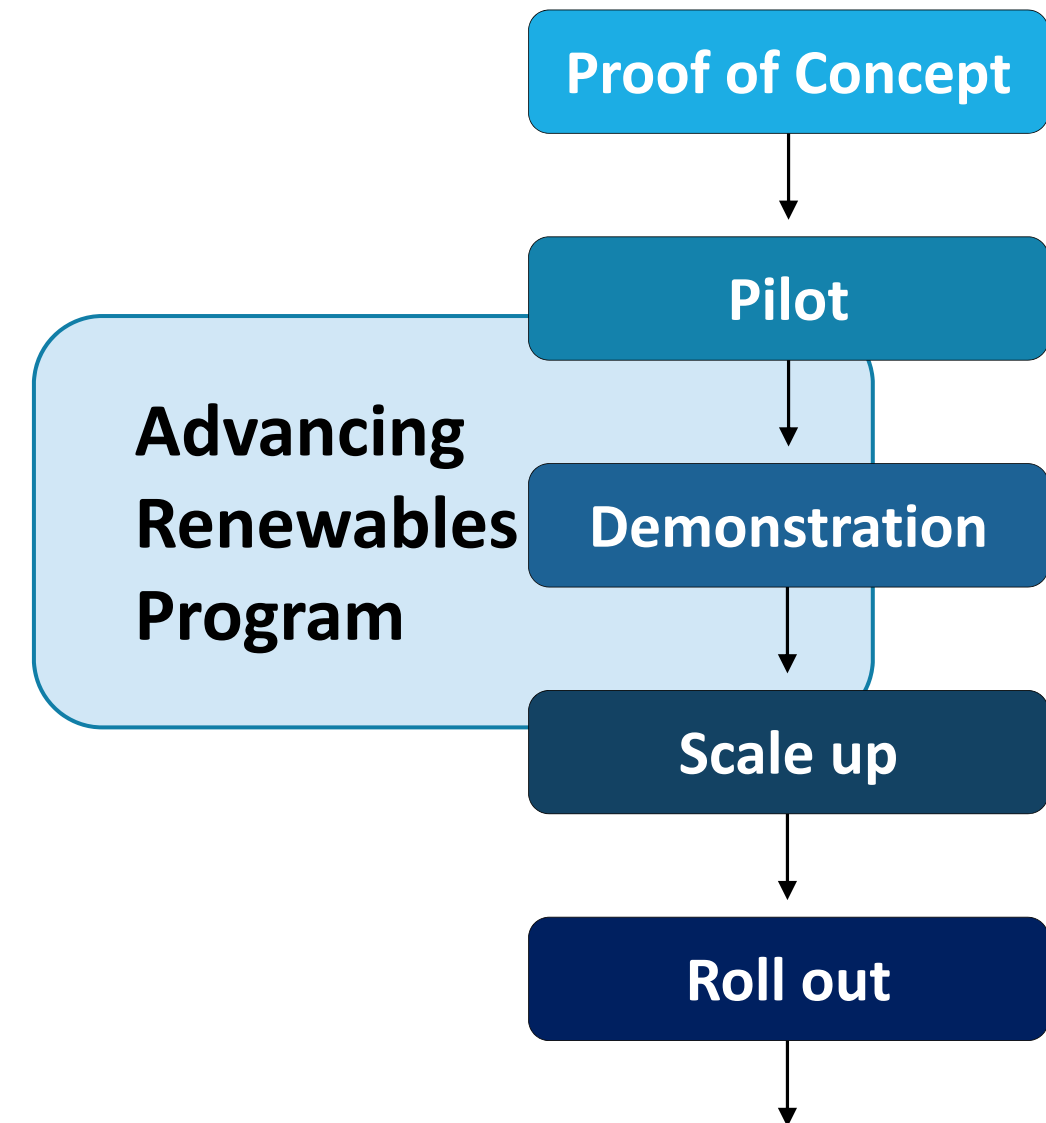 Proof of Concept
Pilot
Advancing
Renewables
Program
Demonstration
Scale up
Roll out